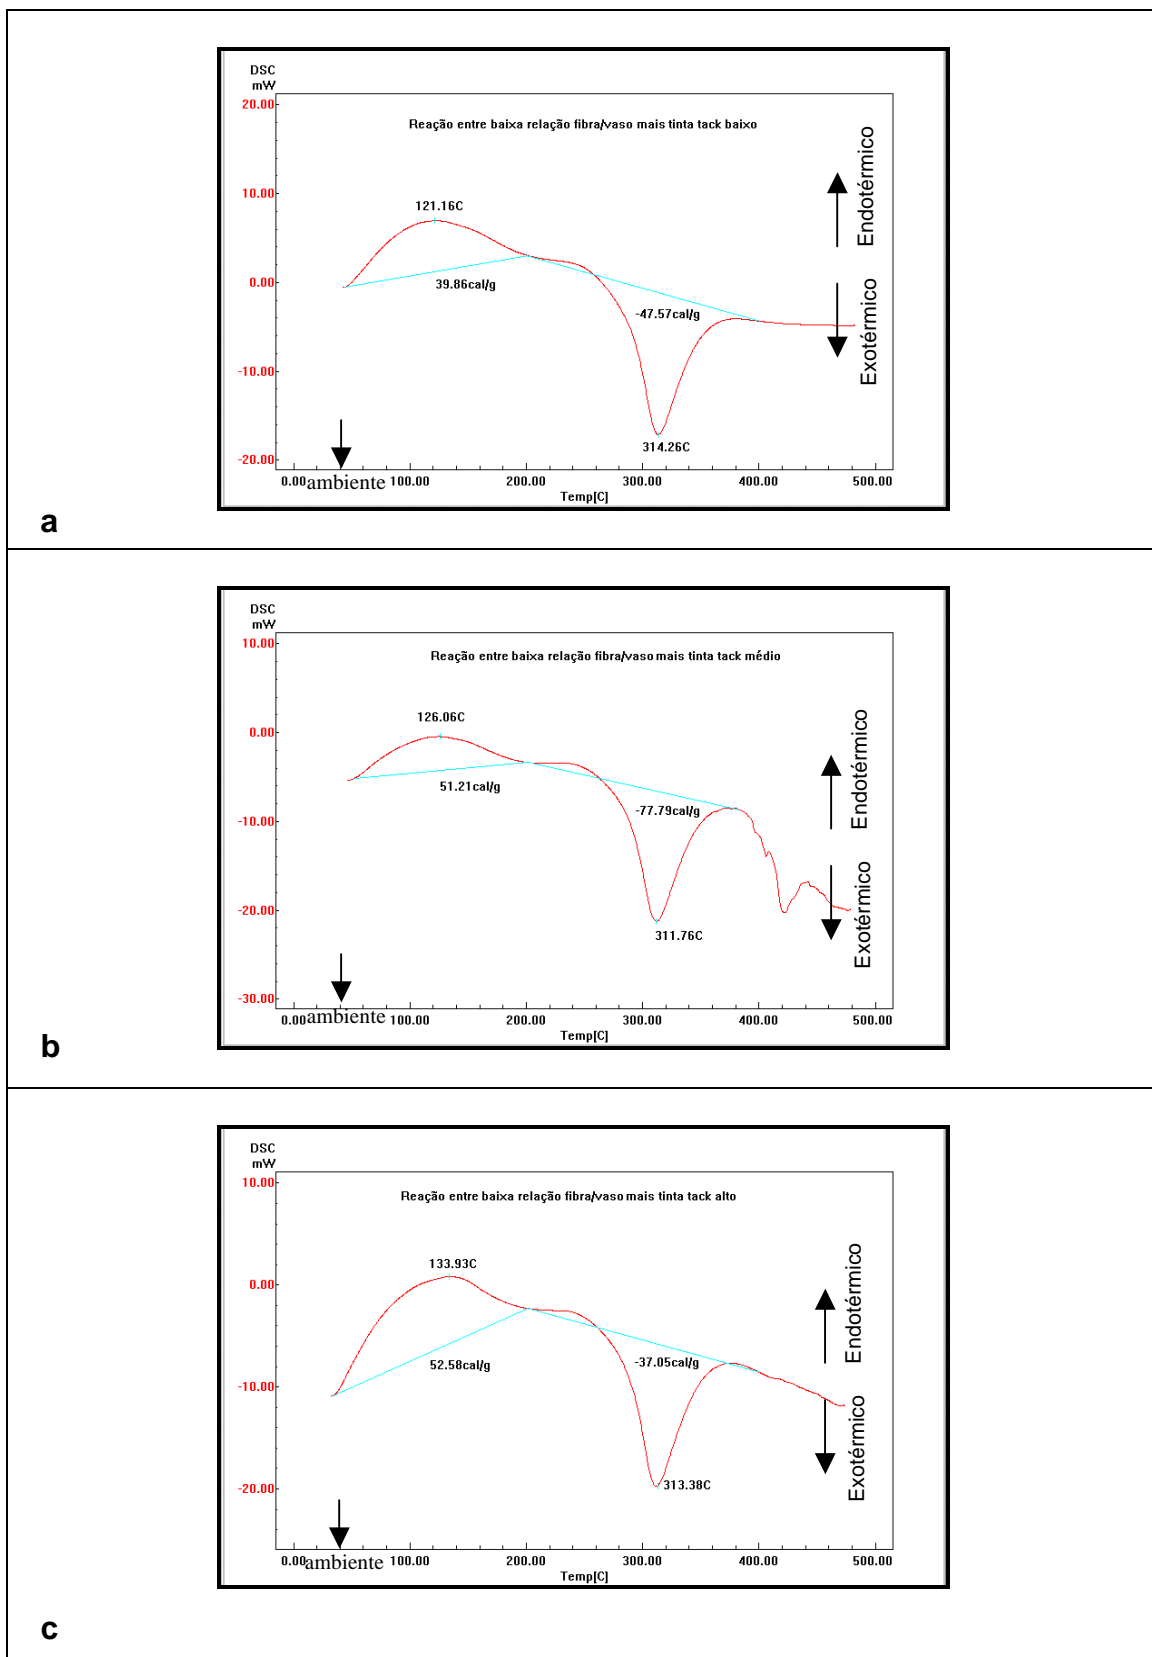 DSC
mW
20.00
Reação entre baixa relação fibra/vaso mais tinta tack baixo
Endotérmico
10.00
121.16C
0.00
39.86cal/g
-47.57cal/g
Exotérmico
-10.00
314.26C
-20.00
0.00 ambiente 100.00 200.00 300.00 400.00 500.00
Temp[C]
a
DSC
mW
10.00
Reação entre baixa relação fibra/vaso mais tinta tack médio
Endotérmico
126.06C
0.00
51.21cal/g
-77.79cal/g
-10.00
Exotérmico
-20.00
311.76C
-30.00
0.00 ambiente 100.00 200.00 300.00 400.00 500.00
Temp[C]
b
DSC
mW
10.00
Reação entre baixa relação fibra/vaso mais tinta tack alto
Endotérmico
133.93C
0.00
52.58cal/g
-37.05cal/g
-10.00
Exotérmico
313.38C
-20.00
0.00 ambiente 100.00 200.00 300.00 400.00 500.00
Temp[C]
c